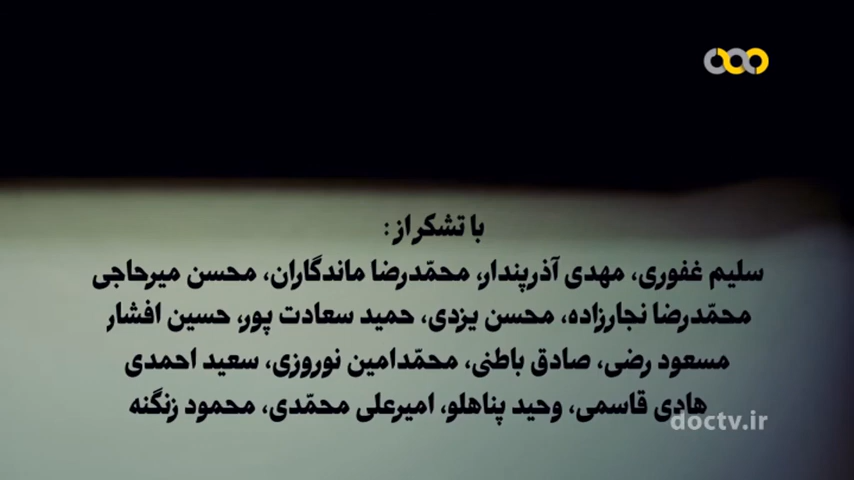 با تشکر از :
سلیم غفوری، مهدی آذرپندار، محمّدرضا ماندگاران، محسن میرحاجی
محمّدرضا نجارزاده، محسن یزدی، حمید سعادت پور، حسین افشار
مسعود رضی، صادق باطنی، محمّدامین نوروزی، سعید احمدی
هادی قاسمی، وحید پناهلو، امیرعلی محمّدی، محمود زنگنه
doctv.ir